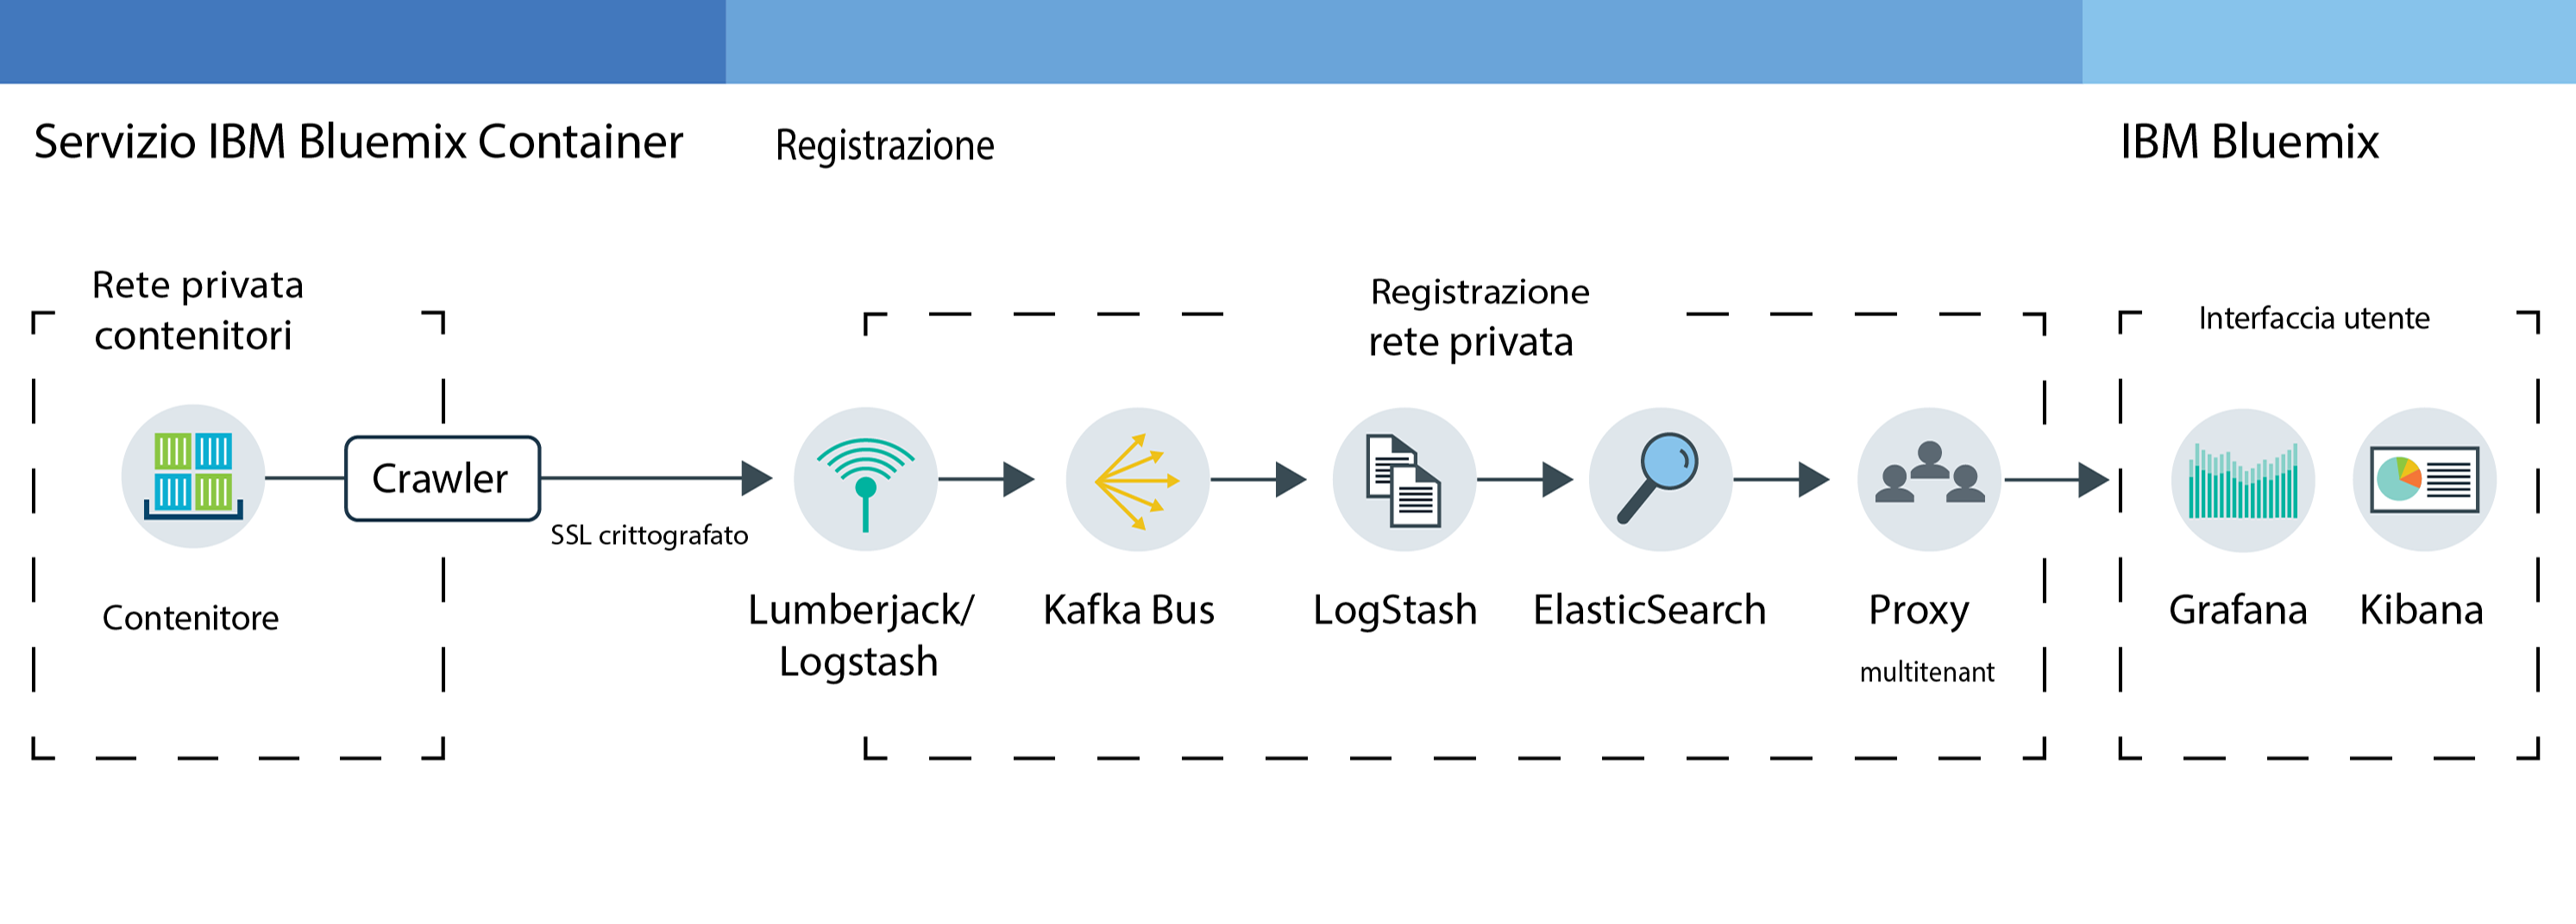 Servizio IBM Bluemix Container
Registrazione
IBM Bluemix
Rete privata
contenitori
Registrazione
rete privata
Interfaccia utente
Crawler
SSL crittografato
Contenitore
Lumberjack/
Logstash
Kafka Bus
LogStash
ElasticSearch
Proxy
multitenant
Grafana
Kibana